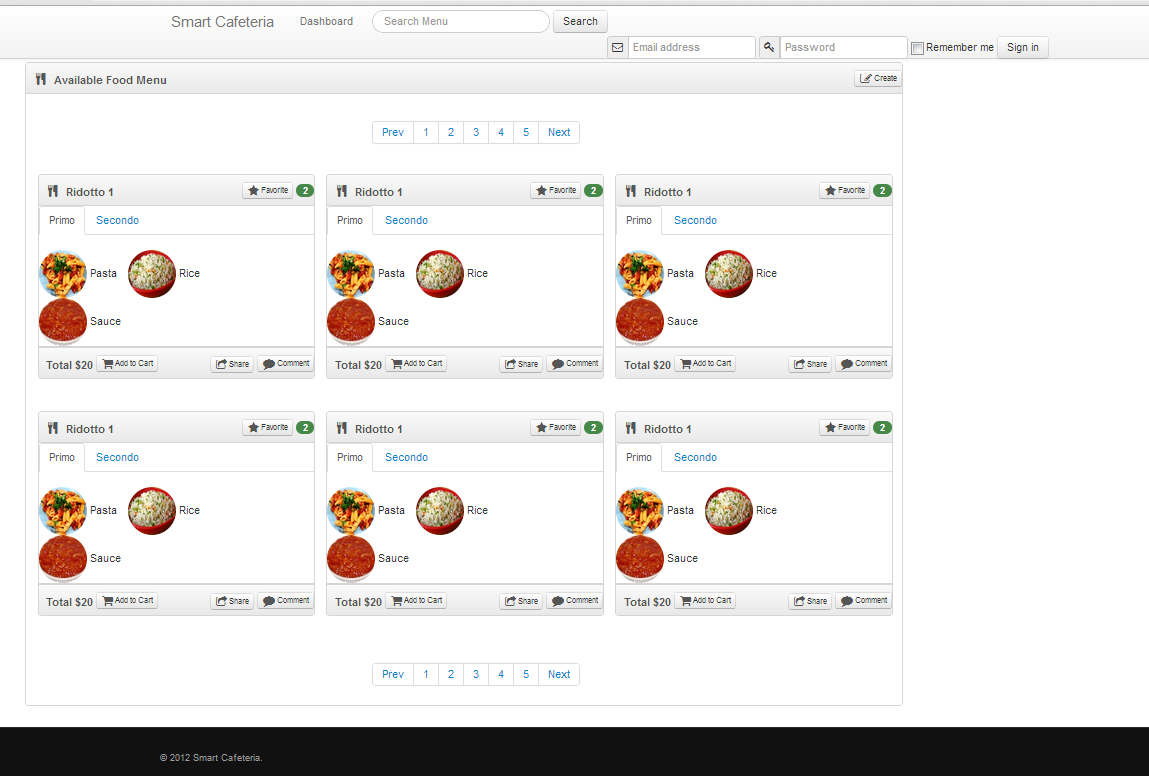 Smart Cafeteria Dashboard Search Menu Search
Email address Password Remember me Sign in
Available Food Menu Create
Prev 1 2 3 4 5 Next
Ridotto 1 Favorite 2 Ridotto 1 Favorite 2 Ridotto 1 Favorite 2
Primo Secondo Primo Secondo Primo Secondo
Pasta Rice Pasta Rice Pasta Rice
Sauce Sauce Sauce
Total $20 Add to Cart Share Comment Total $20 Add to Cart Share Comment Total $20 Add to Cart Share Comment
Ridotto 1 Favorite 2 Ridotto 1 Favorite 2 Ridotto 1 Favorite 2
Primo Secondo Primo Secondo Primo Secondo
Pasta Rice Pasta Rice Pasta Rice
Sauce Sauce Sauce
Total $20 Add to Cart Share Comment Total $20 Add to Cart Share Comment Total $20 Add to Cart Share Comment
Prev 1 2 3 4 5 Next
© 2012 Smart Cafeteria.